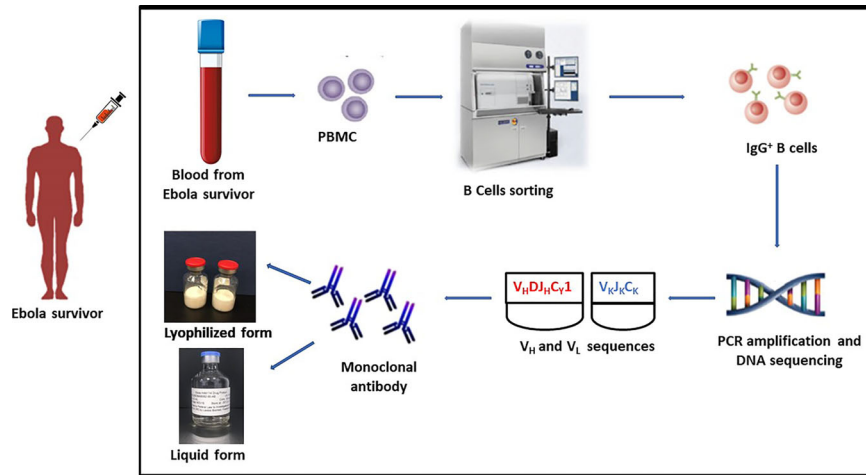 Ebola survivor
Blood from
Ebola survivor
PBMC
B Cells sorting
IgG⁺ B cells
PCR amplification and
DNA sequencing
VₕDJₕCγ1
VₖJₖCₖ
Vₕ and Vₗ sequences
Monoclonal
antibody
Lyophilized form
Liquid form